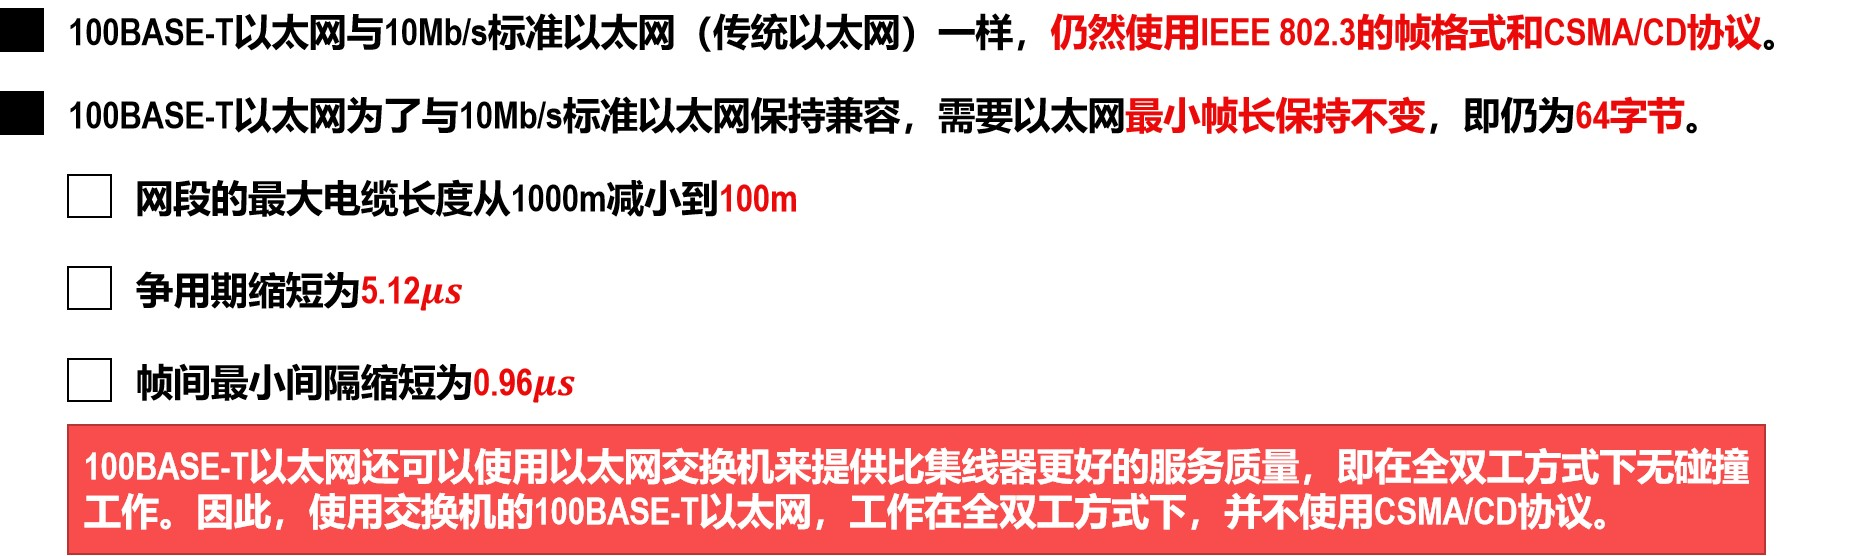 100BASE-T以太网与10Mb/s标准以太网（传统以太网）一样，仍然使用IEEE 802.3的帧格式和CSMA/CD协议。
100BASE-T以太网为了与10Mb/s标准以太网保持兼容，需要以太网最小帧长保持不变，即仍为64字节。
网段的最大电缆长度从1000m减小到100m
争用期缩短为5.12μs
帧间最小间隔缩短为0.96μs
100BASE-T以太网还可以使用以太网交换机来提供比集线器更好的服务质量，即在全双工方式下无碰撞
工作。因此，使用交换机的100BASE-T以太网，工作在全双工方式下，并不使用CSMA/CD协议。